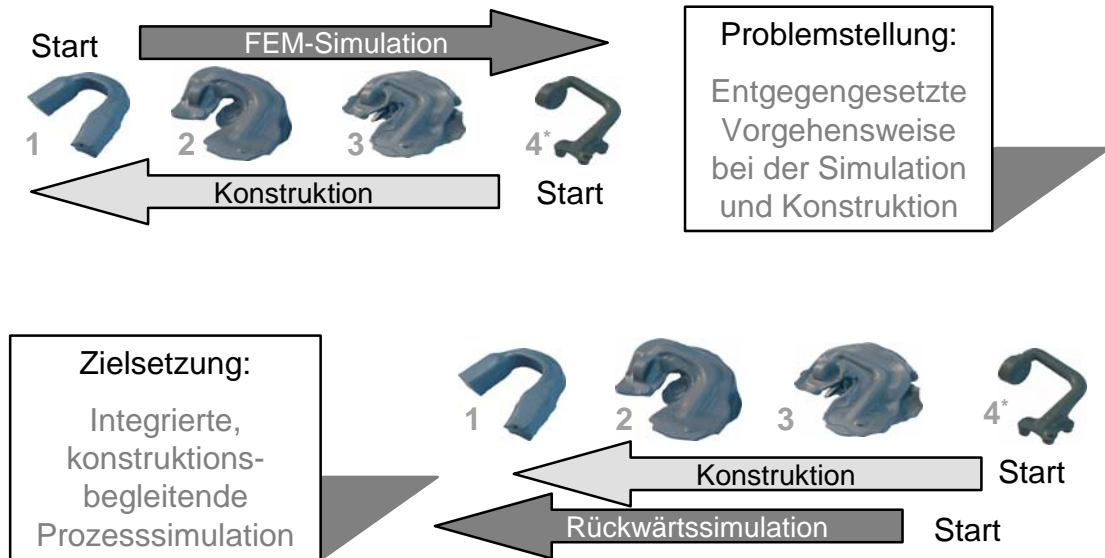 Start
FEM-Simulation
1
2
3
4*
Konstruktion
Start
Problemstellung:
Entgegengesetzte
Vorgehensweise
bei der Simulation
und Konstruktion
Zielsetzung:
Integrierte,
konstruktions-
begleitende
Prozesssimulation
1
2
3
4*
Konstruktion
Start
Rückwärtssimulation
Start